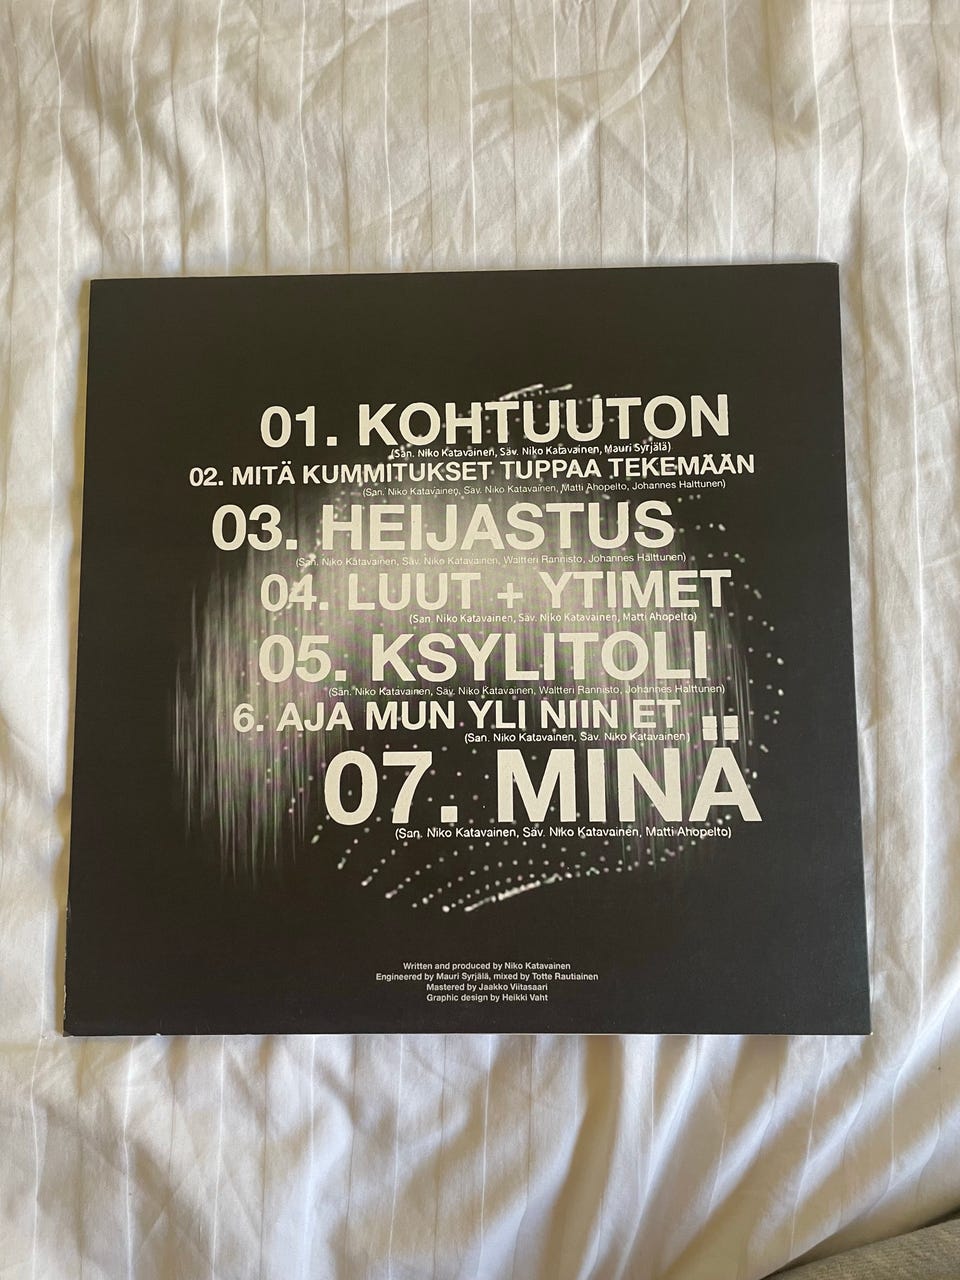 01. KOHTUUTON
(San. Niko Katavainen, Säv. Niko Katavainen, Mauri Syrjälä)
02. MITÄ KUMMITUKSET TUPPAA TEKEMÄÄN
(San. Niko Katavainen, Säv. Niko Katavainen, Matti Ahopelto, Johannes Halttunen)
03. HEIJASTUS
(San. Niko Katavainen, Säv. Niko Katavainen, Waltteri Rannisto, Johannes Halttunen)
04. LUUT + YTIMET
(San. Niko Katavainen, Säv. Niko Katavainen, Matti Ahopelto)
05. KSYLITOLI
(San. Niko Katavainen, Säv. Niko Katavainen, Waltteri Rannisto, Johannes Halttunen)
6. AJA MUN YLI NIIN ET
(San. Niko Katavainen, Säv. Niko Katavainen)
07. MINÄ
(San. Niko Katavainen, Säv. Niko Katavainen, Matti Ahopelto)
Written and produced by Niko Katavainen
Engineered by Mauri Syrjälä, mixed by Totte Rautiainen
Mastered by Jaakko Viitasaari
Graphic design by Heikki Vaht